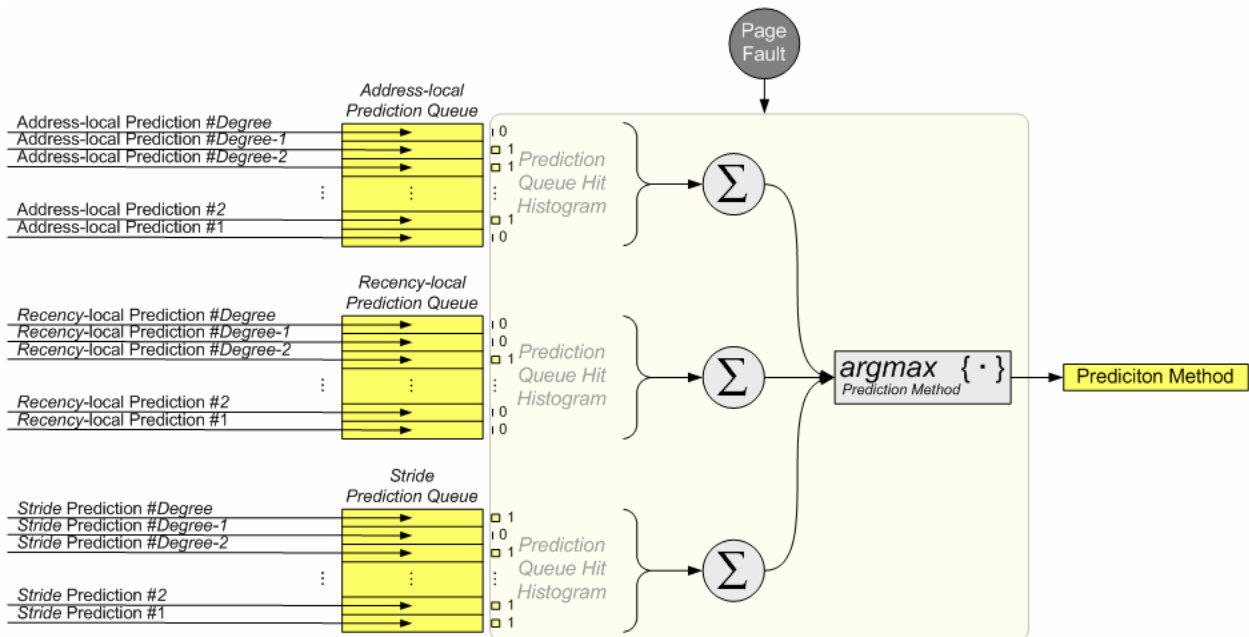 Page
Fault
Address-local
Prediction Queue
Address-local Prediction #Degree
0
Address-local Prediction #Degree-1
1
Address-local Prediction #Degree-2
1
Prediction
Queue Hit
Histogram
⋮ ⋮ ⋮
Address-local Prediction #2
1
Address-local Prediction #1
0
Σ
Recency-local
Prediction Queue
Recency-local Prediction #Degree
0
Recency-local Prediction #Degree-1
0
Recency-local Prediction #Degree-2
1
Prediction
Queue Hit
Histogram
⋮ ⋮ ⋮
Recency-local Prediction #2
0
Recency-local Prediction #1
0
Σ
argmax { · }
Prediction Method
Prediciton Method
Stride
Prediction Queue
Stride Prediction #Degree
1
Stride Prediction #Degree-1
0
Stride Prediction #Degree-2
1
Prediction
Queue Hit
Histogram
⋮ ⋮ ⋮
Stride Prediction #2
1
Stride Prediction #1
1
Σ